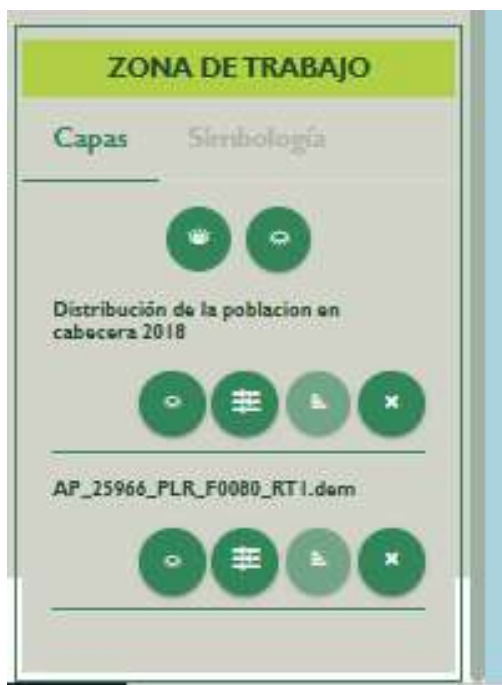 ZONA DE TRABAJO
Capas Simbología
Distribución de la poblacion en
cabecera 2018
AP_25966_PLR_F0080_RT1.dem